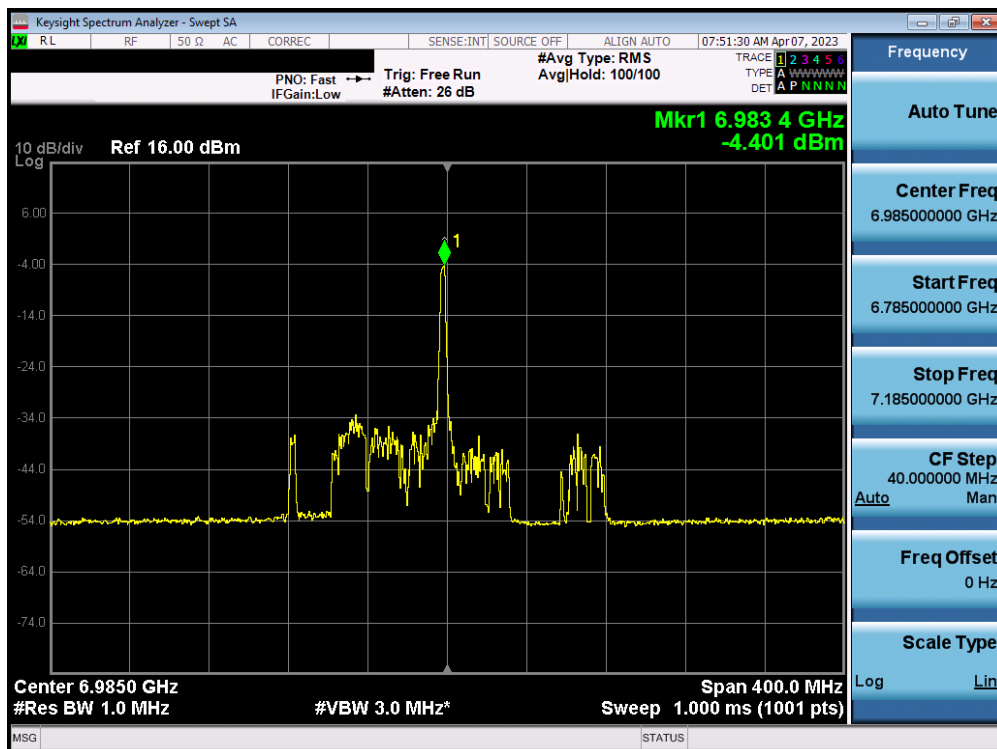 Keysight Spectrum Analyzer - Swept SA
LXI RL RF 50 Ω AC CORREC SENSE:INT SOURCE OFF ALIGN AUTO 07:51:30 AM Apr 07, 2023
PNO: Fast Trig: Free Run #Avg Type: RMS TRACE 1 2 3 4 5 6
IFGain:Low #Atten: 26 dB Avg|Hold: 100/100 TYPE A WWWWW
DET A P N N N N
Mkr1 6.983 4 GHz
-4.401 dBm
10 dB/div Ref 16.00 dBm
Log
6.00
-4.00
-14.0
-24.0
-34.0
-44.0
-54.0
-64.0
-74.0
1
Center 6.9850 GHz Span 400.0 MHz
#Res BW 1.0 MHz #VBW 3.0 MHz* Sweep 1.000 ms (1001 pts)
MSG STATUS
Frequency
Auto Tune
Center Freq
6.985000000 GHz
Start Freq
6.785000000 GHz
Stop Freq
7.185000000 GHz
CF Step
40.000000 MHz
Auto Man
Freq Offset
0 Hz
Scale Type
Log Lin